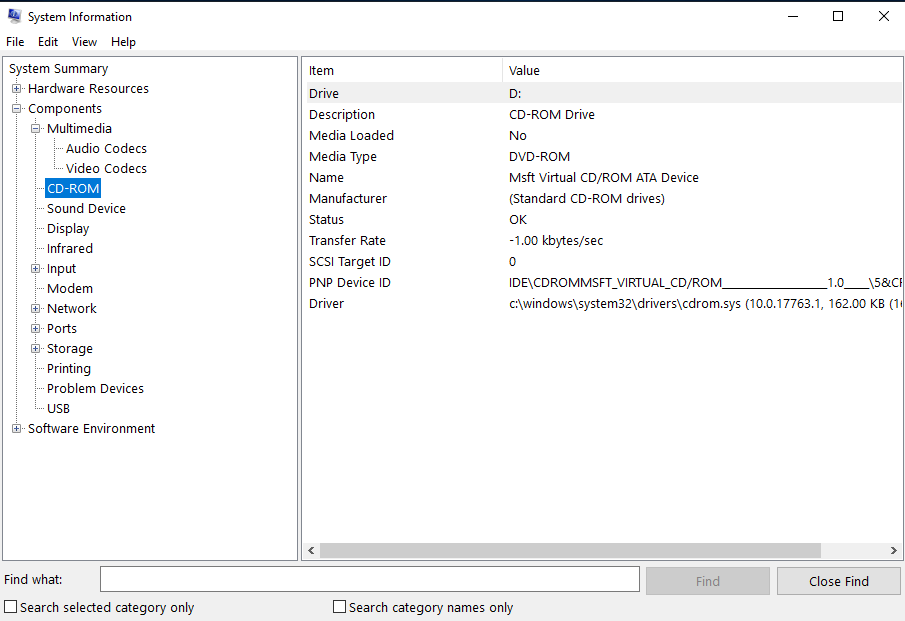 System Information
File Edit View Help
System Summary
Hardware Resources
Components
Multimedia
Audio Codecs
Video Codecs
CD-ROM
Sound Device
Display
Infrared
Input
Modem
Network
Ports
Storage
Printing
Problem Devices
USB
Software Environment
Item Value
Drive D:
Description CD-ROM Drive
Media Loaded No
Media Type DVD-ROM
Name Msft Virtual CD/ROM ATA Device
Manufacturer (Standard CD-ROM drives)
Status OK
Transfer Rate -1.00 kbytes/sec
SCSI Target ID 0
PNP Device ID IDE\CDROMMSFT_VIRTUAL_CD/ROM__________________1.0____\5&CF
Driver c:\windows\system32\drivers\cdrom.sys (10.0.17763.1, 162.00 KB (16
Find what: Find Close Find
Search selected category only Search category names only